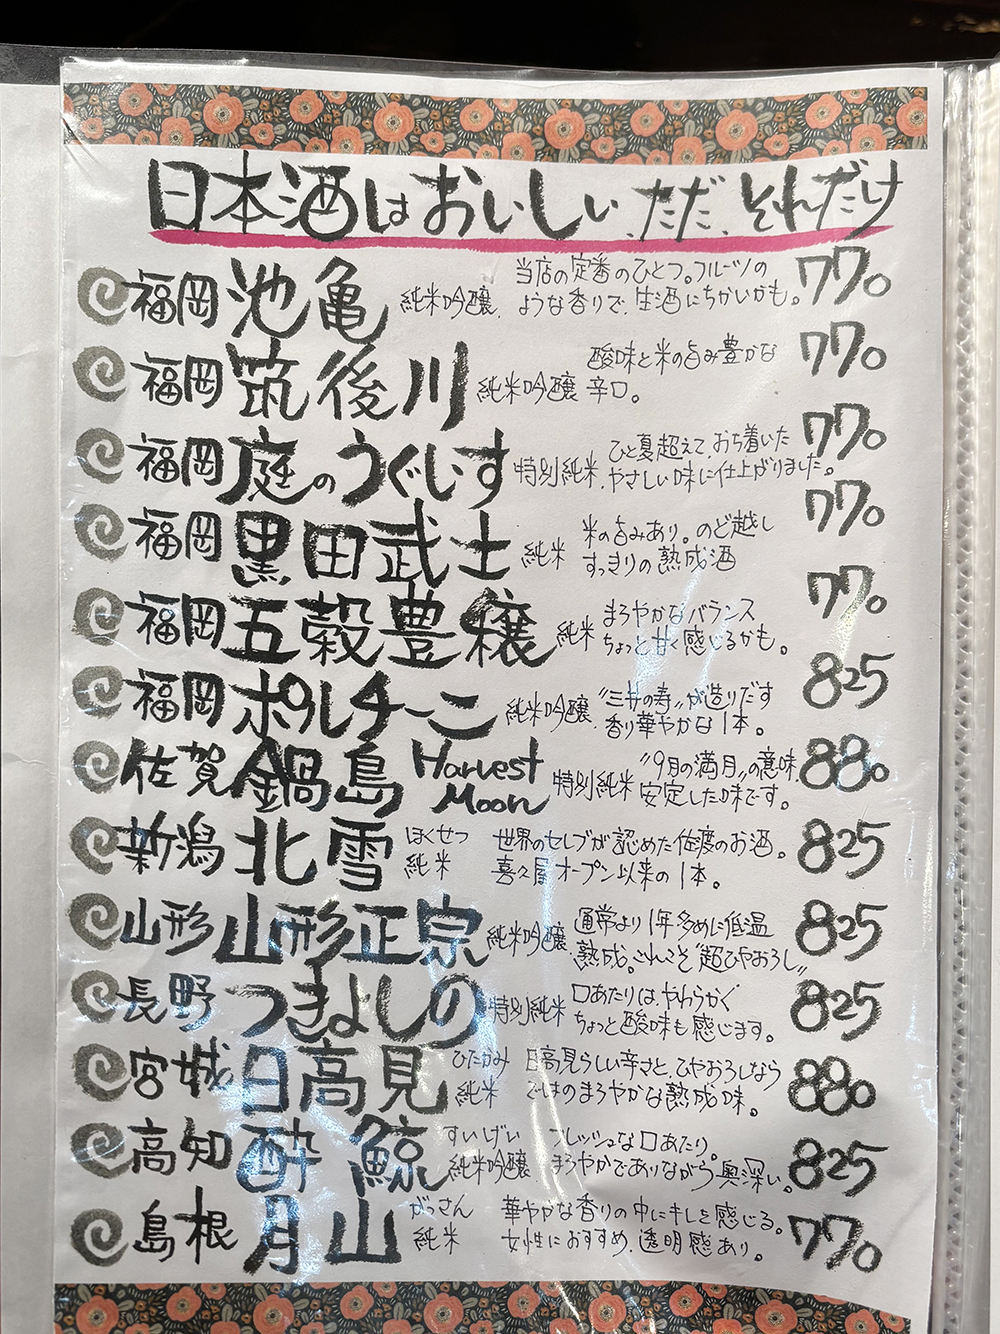 日本酒はおいしい、ただ、それだけ
福岡 池亀 純米吟醸 当店の定番のひとつ。フルーツの 770
ような香りで、生酒にちかいかも。
福岡 筑後川 純米吟醸 酸味と米の旨み豊かな 770
辛口。
福岡 庭のうぐいす 特別純米 ひと夏超えて、おち着いた 770
やさしい味に仕上がりました。
福岡 黒田武士 純米 米の旨みあり。のど越し 770
すっきりの熟成酒
福岡 五穀豊穣 純米 まろやかなバランス 770
ちょっと甘く感じるかも。
福岡 ポルチーニ 純米吟醸 "三井の寿"が造りだす 825
香り華やかな1本。
佐賀 鍋島 Harvest Moon 特別純米 "9月の満月"の意味 880
安定した味です。
新潟 北雪 ほくせつ 純米 世界のセレブが認めた佐渡のお酒。 825
喜久屋オープン以来の1本。
山形 山形正宗 純米吟醸 通常より1年多めに低温 825
熟成。これこそ"超ひやおろし"
長野 つきよしの 特別純米 口あたりは、やわらかく 825
ちょっと酸味も感じます。
宮城 日高見 ひたかみ 純米 日高見らしい辛さと、ひやおろしなら 880
ではのまろやかな熟成味。
高知 酔鯨 すいげい 純米吟醸 フレッシュな口あたり。 825
まろやかでありながら奥深い。
島根 月山 がっさん 純米 華やかな香りの中にキレを感じる。 770
女性におすすめ、透明感あり。